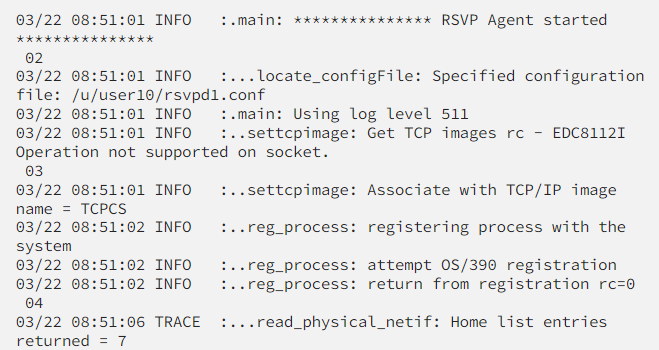 03/22 08:51:01 INFO   :.main: *************** RSVP Agent started
***************
 02
03/22 08:51:01 INFO   :...locate_configFile: Specified configuration
file: /u/user10/rsvpd1.conf
03/22 08:51:01 INFO   :.main: Using log level 511
03/22 08:51:01 INFO   :..settcpimage: Get TCP images rc - EDC8112I
Operation not supported on socket.
 03
03/22 08:51:01 INFO   :..settcpimage: Associate with TCP/IP image
name = TCPCS
03/22 08:51:02 INFO   :..reg_process: registering process with the
system
03/22 08:51:02 INFO   :..reg_process: attempt OS/390 registration
03/22 08:51:02 INFO   :..reg_process: return from registration rc=0
 04
03/22 08:51:06 TRACE  :...read_physical_netif: Home list entries
returned = 7